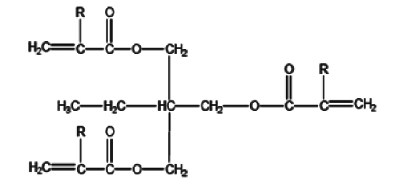 R O
H₂C=C—C—O—CH₂
O R
H₃C—H₂C—HC—CH₂—O—C—C=CH₂
R O
H₂C=C—C—O—CH₂